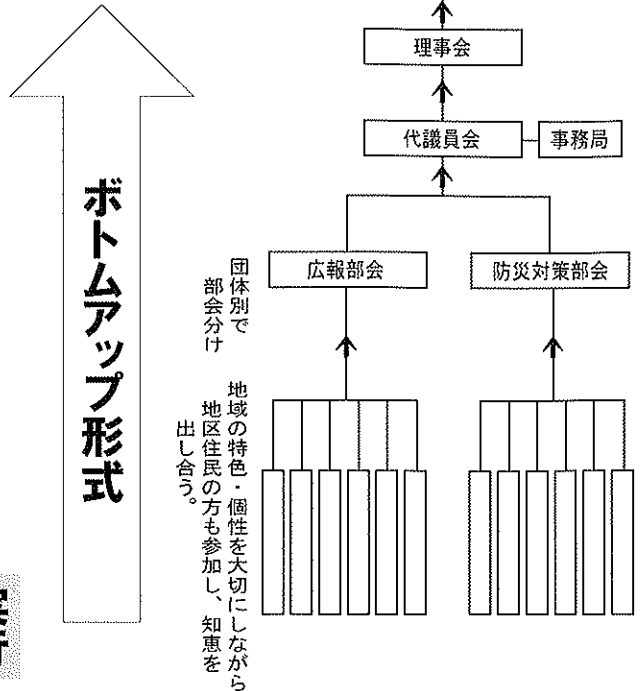 理事会
代議員会
事務局
広報部会
防災対策部会
ボトムアップ形式
団体別で
部会分け
地域の特色・個性を大切にしながら
地区住民の方も参加し、知恵を
出し合う。